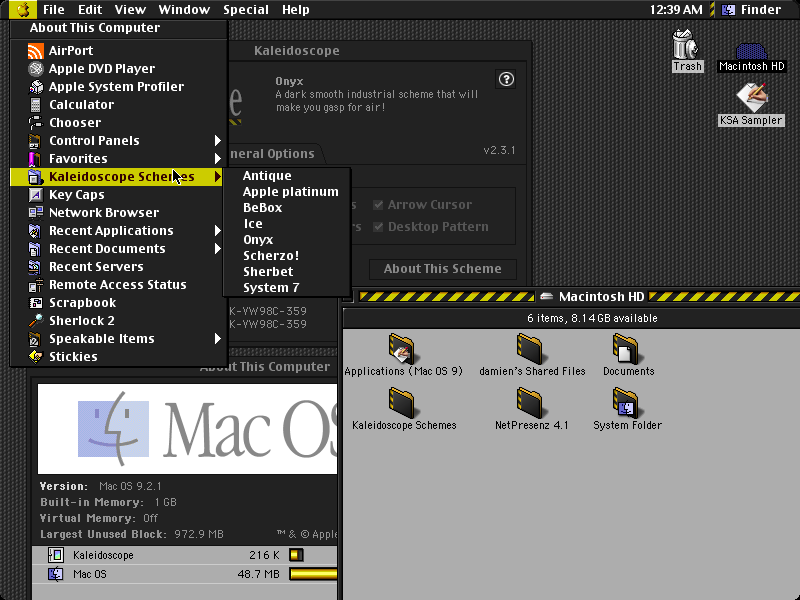 File Edit View Window Special Help 12:39 AM Finder
About This Computer
AirPort
Apple DVD Player
Apple System Profiler
Calculator
Chooser
Control Panels
Favorites
Kaleidoscope Schemes
Key Caps
Network Browser
Recent Applications
Recent Documents
Recent Servers
Remote Access Status
Scrapbook
Sherlock 2
Speakable Items
Stickies
Antique
Apple platinum
BeBox
Ice
Onyx
Scherzo!
Sherbet
System 7
Kaleidoscope
Onyx
A dark smooth industrial scheme that will
make you gasp for air!
neral Options
v2.3.1
Arrow Cursor
Desktop Pattern
About This Scheme
K-YW98C-359
K-YW98C-359
Trash
Macintosh HD
KSA Sampler
Macintosh HD
6 items, 8.14 GB available
Applications (Mac OS 9) damien's Shared Files Documents
Kaleidoscope Schemes NetPresenz 4.1 System Folder
About This Computer
Mac OS
Version: Mac OS 9.2.1
Built-in Memory: 1 GB
Virtual Memory: Off
Largest Unused Block: 972.9 MB ™ & © Apple
Kaleidoscope 216 K
Mac OS 48.7 MB